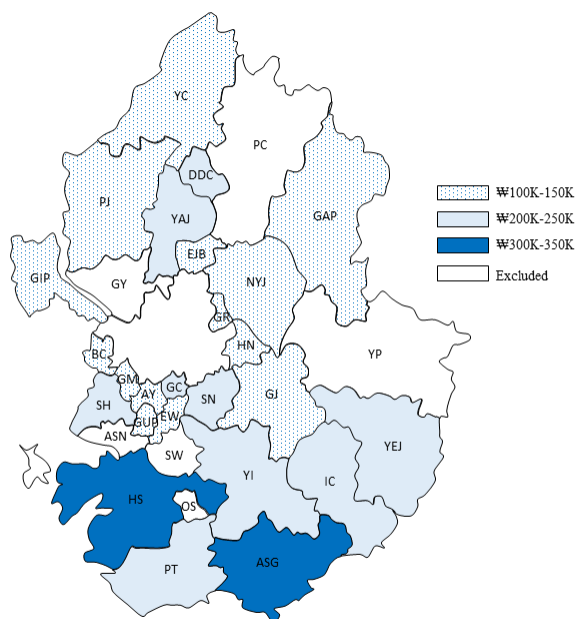 YC
PC
DDC
PJ
GAP
YAJ
EJB
GIP
GY
NYJ
GR
HN
YP
BC
GM
AY
GC
SN
GJ
SH
GUP
EW
ASN
SW
YI
IC
YEJ
HS
OS
PT
ASG
₩100K-150K
₩200K-250K
₩300K-350K
Excluded